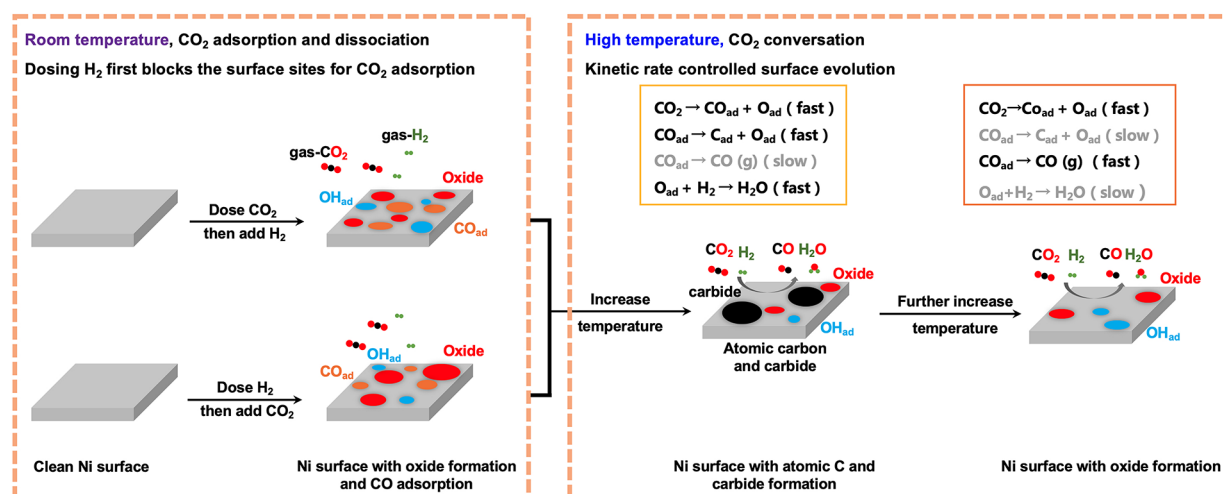 Room temperature, CO₂ adsorption and dissociation
Dosing H₂ first blocks the surface sites for CO₂ adsorption
gas-H₂
gas-CO₂
Oxide
OHad
COad
Dose CO₂
then add H₂
OHad
Oxide
COad
Dose H₂
then add CO₂
Clean Ni surface
Ni surface with oxide formation
and CO adsorption
High temperature, CO₂ conversation
Kinetic rate controlled surface evolution
CO₂ → COad + Oad ( fast)
COad → Cad + Oad ( fast)
COad → CO (g) ( slow)
Oad + H₂ → H₂O ( fast)
CO₂→Coad + Oad ( fast)
COad → Cad + Oad ( slow)
COad → CO (g) ( fast)
Oad+H₂ → H₂O ( slow)
Increase
temperature
CO₂ H₂ CO H₂O
Oxide
carbide
OHad
Atomic carbon
and carbide
Further increase
temperature
CO₂ H₂ CO H₂O
Oxide
OHad
Ni surface with atomic C and
carbide formation
Ni surface with oxide formation